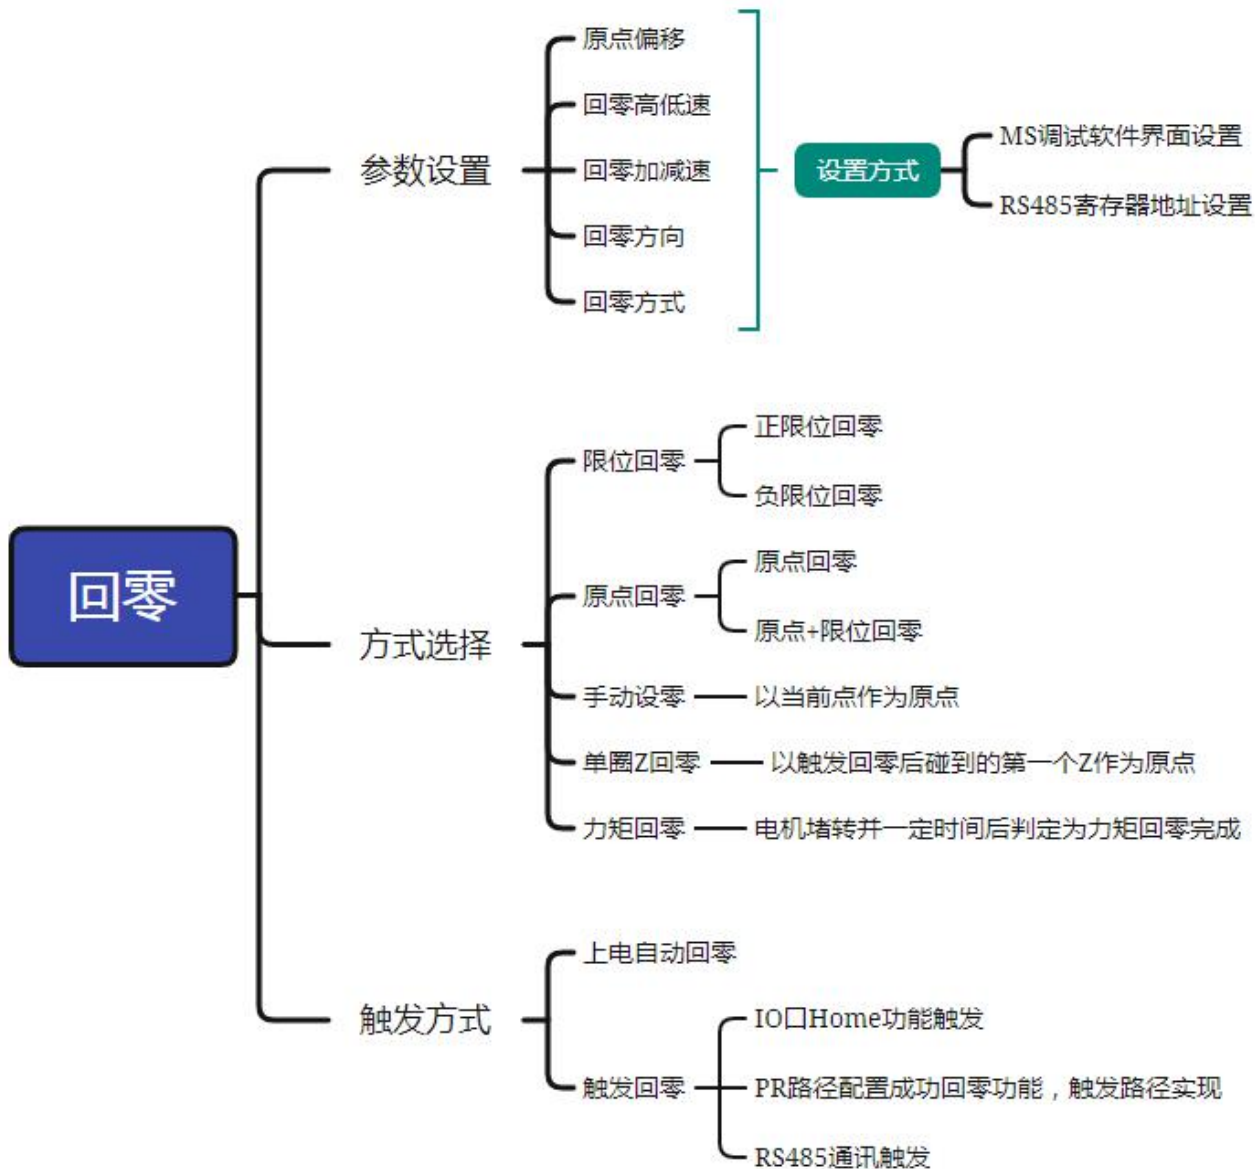 回零
参数设置
原点偏移
回零高低速
回零加减速
回零方向
回零方式
设置方式
MS调试软件界面设置
RS485寄存器地址设置
方式选择
限位回零
正限位回零
负限位回零
原点回零
原点回零
原点+限位回零
手动设零
以当前点作为原点
单圈Z回零
以触发回零后碰到的第一个Z作为原点
力矩回零
电机堵转并一定时间后判定为力矩回零完成
触发方式
上电自动回零
触发回零
IO口Home功能触发
PR路径配置成功回零功能，触发路径实现
RS485通讯触发